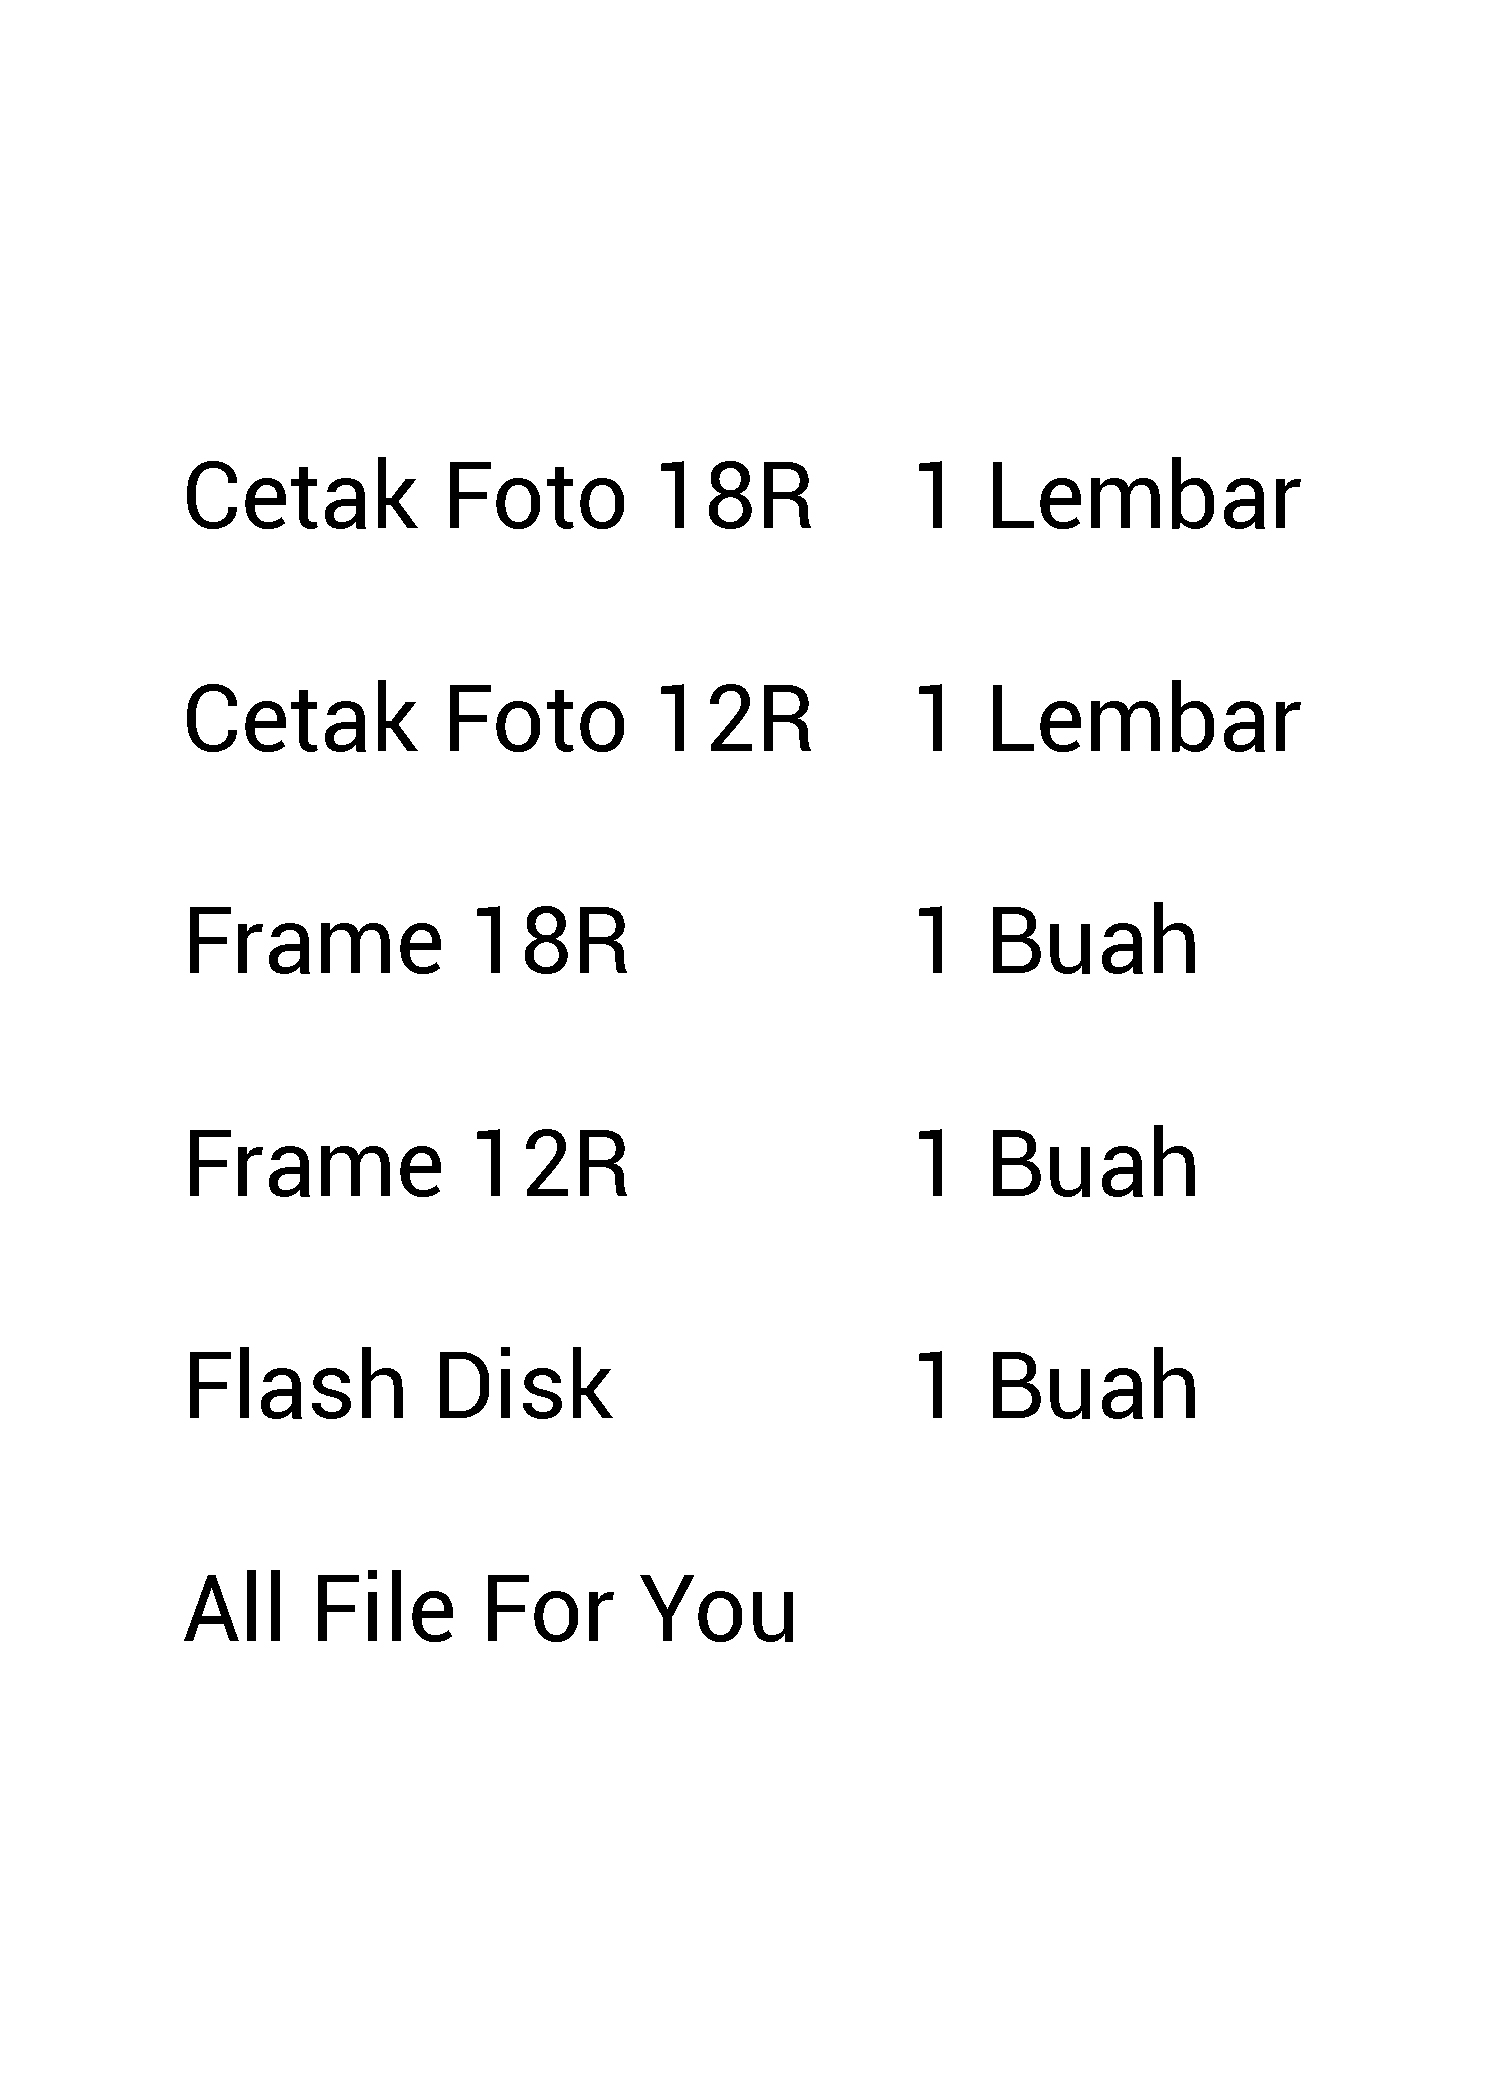 Cetak Foto 18R 1 Lembar
Cetak Foto 12R 1 Lembar
Frame 18R 1 Buah
Frame 12R 1 Buah
Flash Disk 1 Buah
All File For You